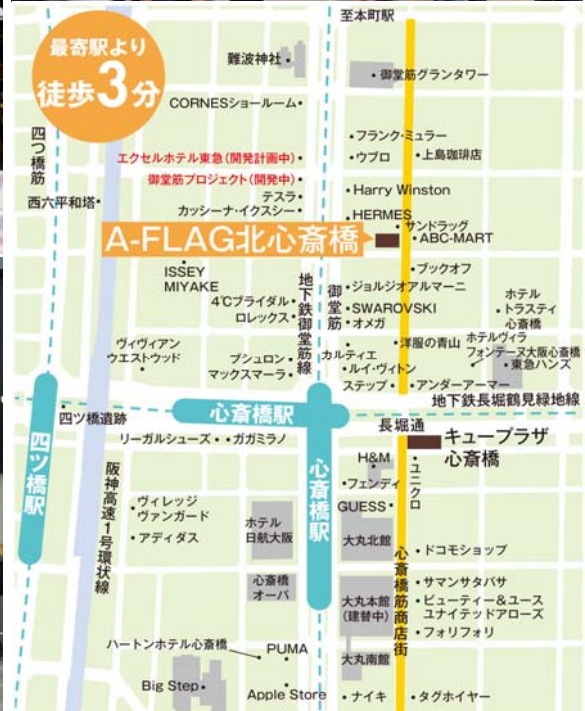 至本町駅
最寄駅より
徒歩3分
難波神社
御堂筋グランタワー
CORNESショールーム
四つ橋筋
フランク・ミュラー
エクセルホテル東急(開発計画中)
ウブロ
上島珈琲店
御堂筋プロジェクト(開発中)
西六平和塔
テスラ
Harry Winston
カッシーナ・イクスシー
HERMES
サンドラッグ
A-FLAG北心斎橋
ABC-MART
ISSEY
MIYAKE
地下鉄御堂筋線
御堂筋
ブックオフ
4℃ブライダル
ジョルジオアルマーニ
ホテル
トラスティ
心斎橋
ロレックス
SWAROVSKI
オメガ
ヴィヴィアン
ウエストウッド
ブシュロン
マックスマーラ
カルティエ
洋服の青山
ホテルヴィラ
フォンテーヌ大阪心斎橋
ルイ・ヴィトン
東急ハンズ
ステップ
アンダーアーマー
地下鉄長堀鶴見緑地線
四ツ橋遺跡
心斎橋駅
長堀通
リーガルシューズ
ガガミラノ
キュープラザ
心斎橋
四ツ橋駅
阪神高速1号環状線
心斎橋駅
H&M
ユニクロ
フェンディ
ヴィレッジ
ヴァンガード
GUESS
アディダス
ホテル
日航大阪
大丸北館
心斎橋筋商店街
ドコモショップ
心斎橋
オーパ
大丸本館
(建替中)
サマンサタバサ
ビューティー&ユース
ユナイテッドアローズ
フォリフォリ
ハートンホテル心斎橋
PUMA
大丸南館
Big Step
Apple Store
ナイキ
タグホイヤー